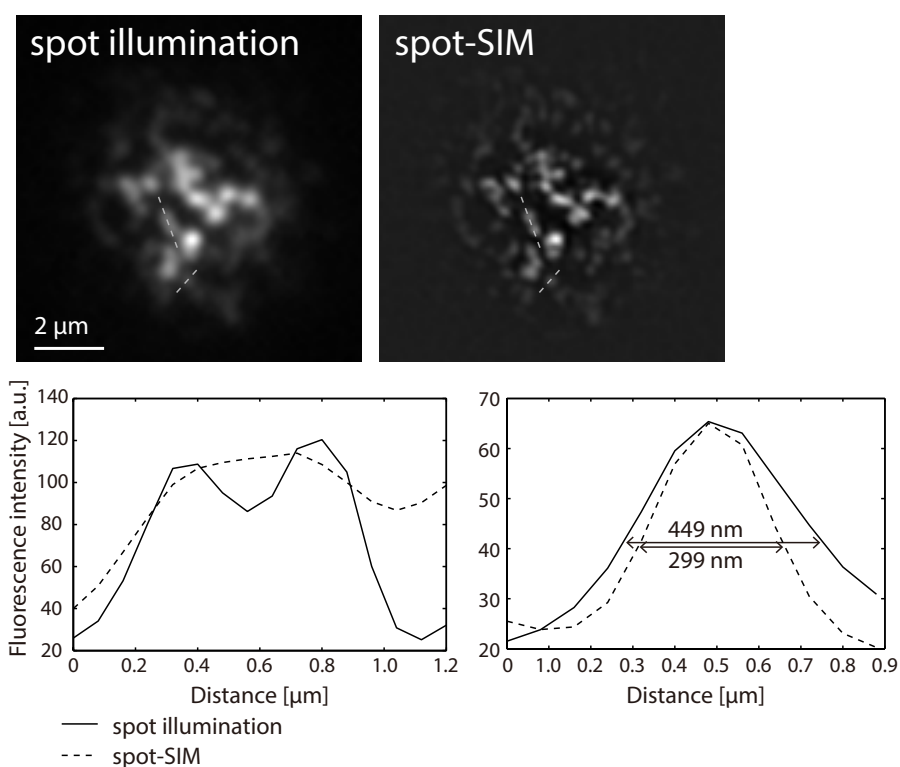 spot illumination
spot-SIM
2 µm
Fluorescence intensity [a.u.]
140
120
100
80
60
40
20
0 0.2 0.4 0.6 0.8 1.0 1.2
Distance [µm]
70
60
50
40
30
20
449 nm
299 nm
0 1.0 0.2 0.3 0.4 0.5 0.6 0.7 0.8 0.9
Distance [µm]
spot illumination
spot-SIM